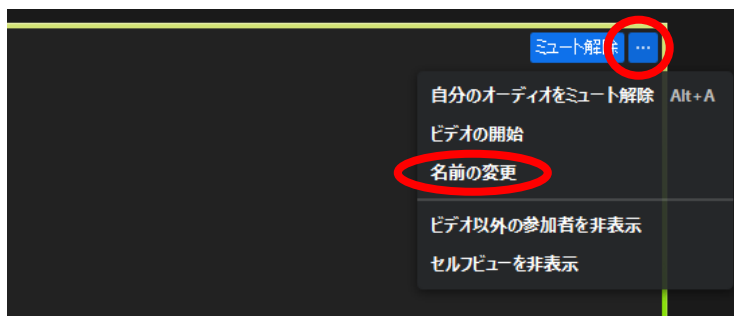 ミュート解除 …
自分のオーディオをミュート解除 Alt+A
ビデオの開始
名前の変更
ビデオ以外の参加者を非表示
セルフビューを非表示